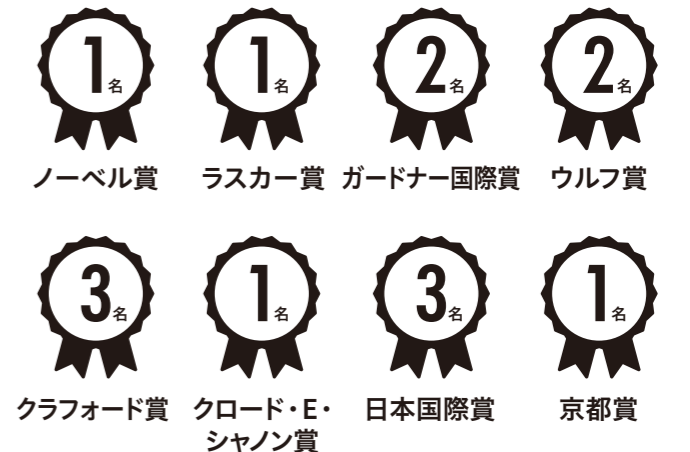 1名
1名
2名
2名
ノーベル賞
ラスカー賞
ガードナー国際賞
ウルフ賞
3名
1名
3名
1名
クラフォード賞
クロード・E・
シャノン賞
日本国際賞
京都賞